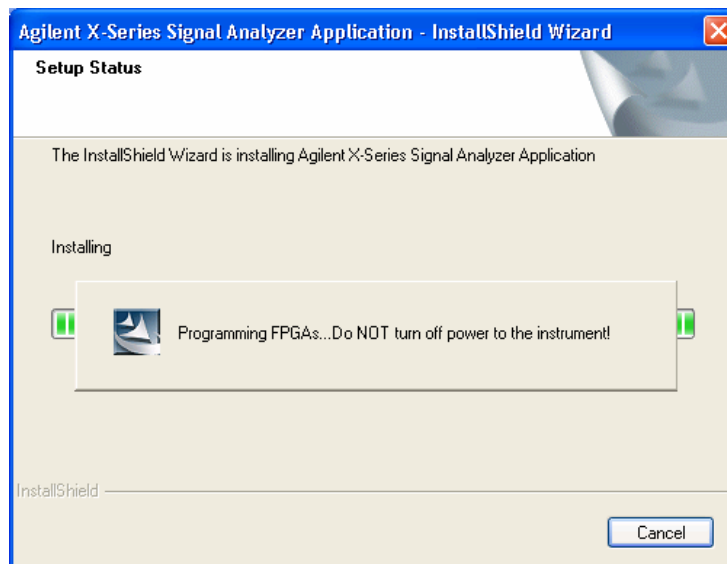 Agilent X-Series Signal Analyzer Application - InstallShield Wizard
Setup Status
The InstallShield Wizard is installing Agilent X-Series Signal Analyzer Application
Installing
Programming FPGAs...Do NOT turn off power to the instrument!
InstallShield
Cancel